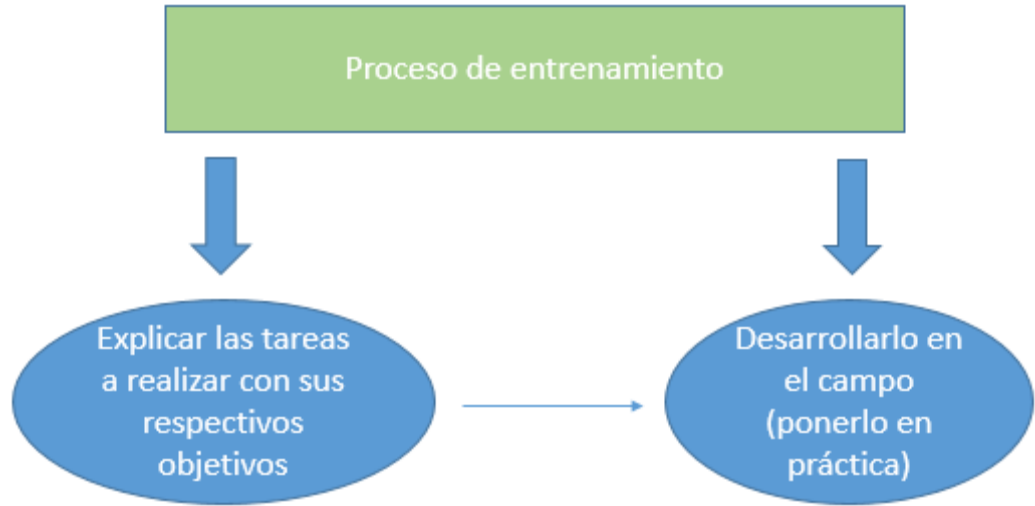 Proceso de entrenamiento
Explicar las tareas
a realizar con sus
respectivos
objetivos
Desarrollarlo en
el campo
(ponerlo en
práctica)